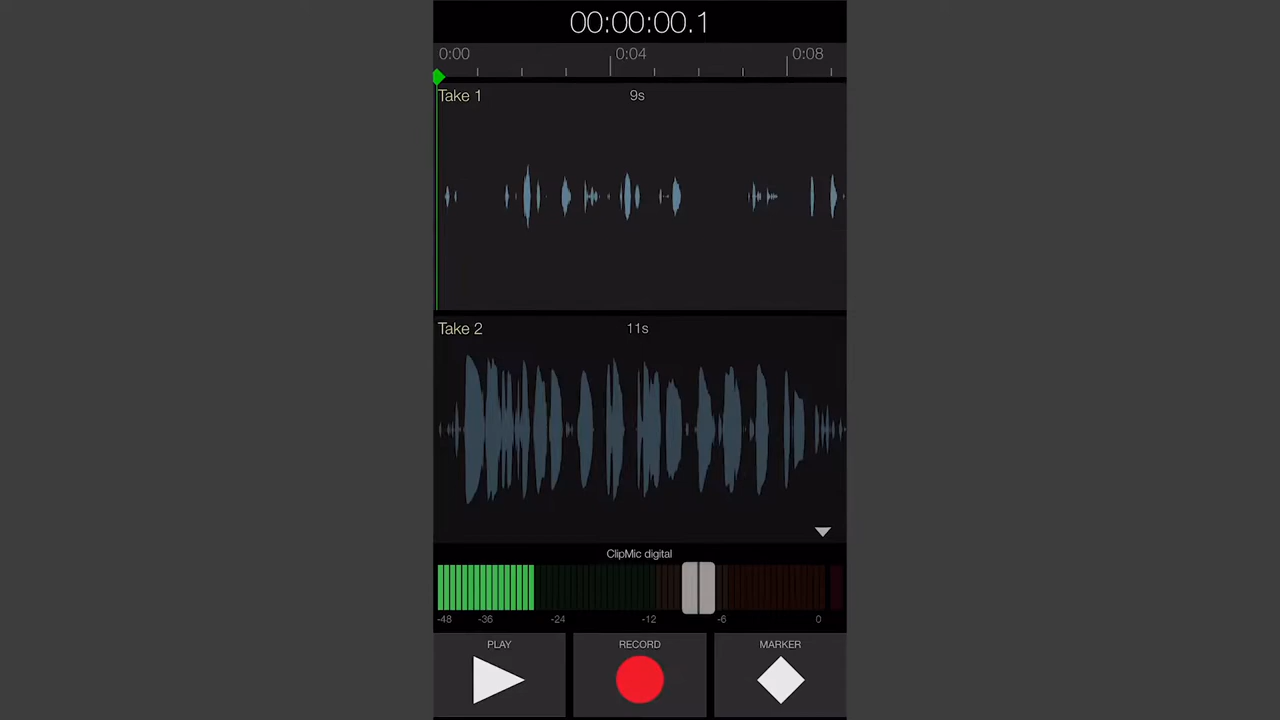 00:00:00.1
0:00 0:04 0:08
Take 1 9s
Take 2 11s
ClipMic digital
-48 -36 -24 -12 -6 0
PLAY RECORD MARKER